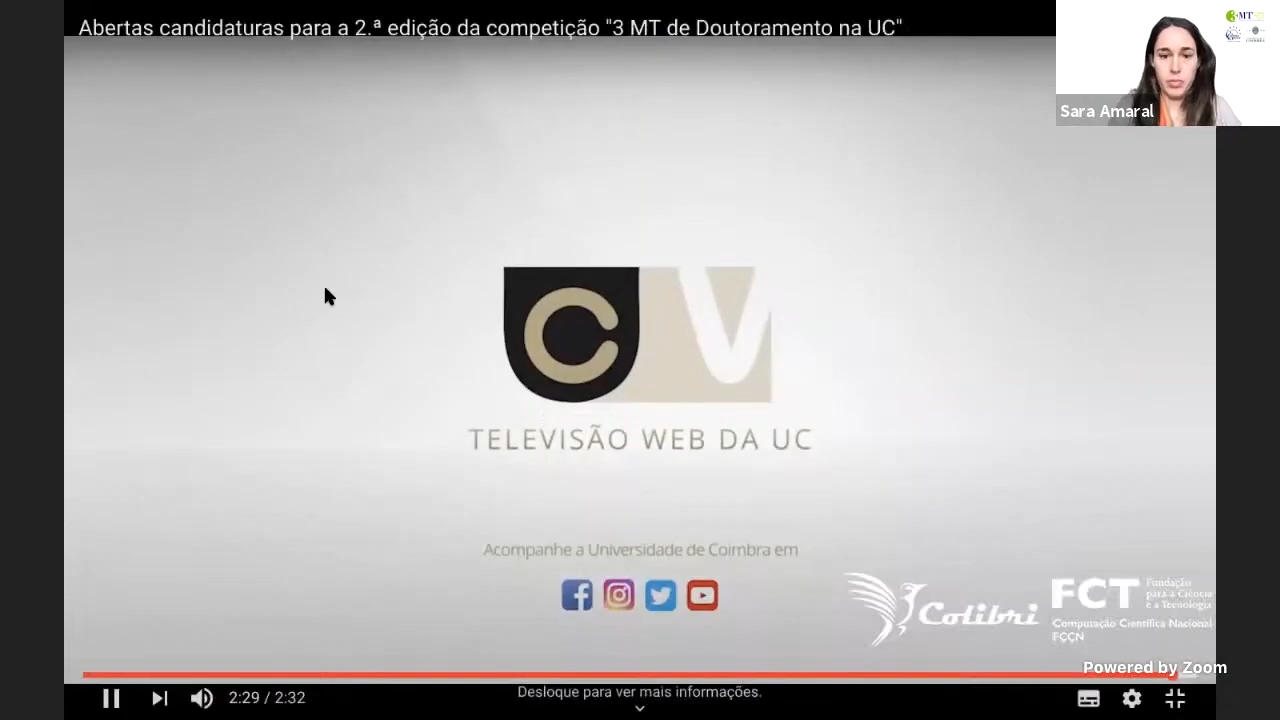 Abertas candidaturas para a 2.ª edição da competição "3 MT de Doutoramento na UC"
3MT
Sara Amaral
UC V
TELEVISÃO WEB DA UC
Acompanhe a Universidade de Coimbra em
Colibri
FCT Fundação
para a Ciência
e a Tecnologia
Computação Científica Nacional
FCCN
Powered by Zoom
2:29 / 2:32
Desloque para ver mais informações.